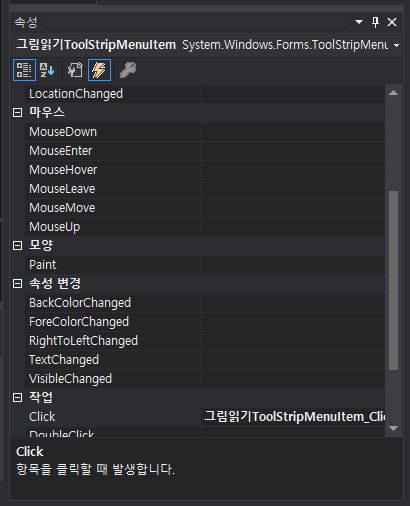 속성
그림읽기ToolStripMenuItem System.Windows.Forms.ToolStripMenu
LocationChanged
마우스
MouseDown
MouseEnter
MouseHover
MouseLeave
MouseMove
MouseUp
모양
Paint
속성 변경
BackColorChanged
ForeColorChanged
RightToLeftChanged
TextChanged
VisibleChanged
작업
Click 그림읽기ToolStripMenuItem_Clic
DoubleClick
Click
항목을 클릭할 때 발생합니다.